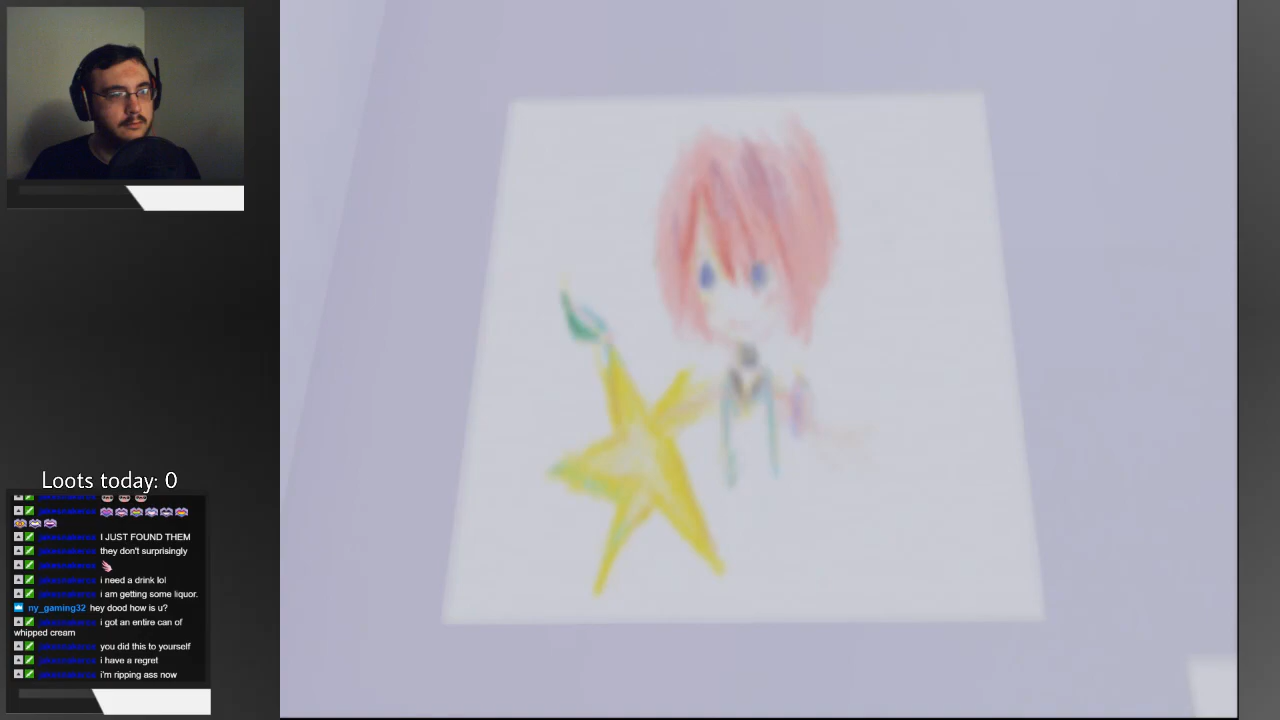 Loots today: 0
I JUST FOUND THEM
they don't surprisingly
i need a drink lol
i am getting some liquor.
ny_gaming32 hey dood how is u?
i got an entire can of
whipped cream
you did this to yourself
i have a regret
i'm ripping ass now